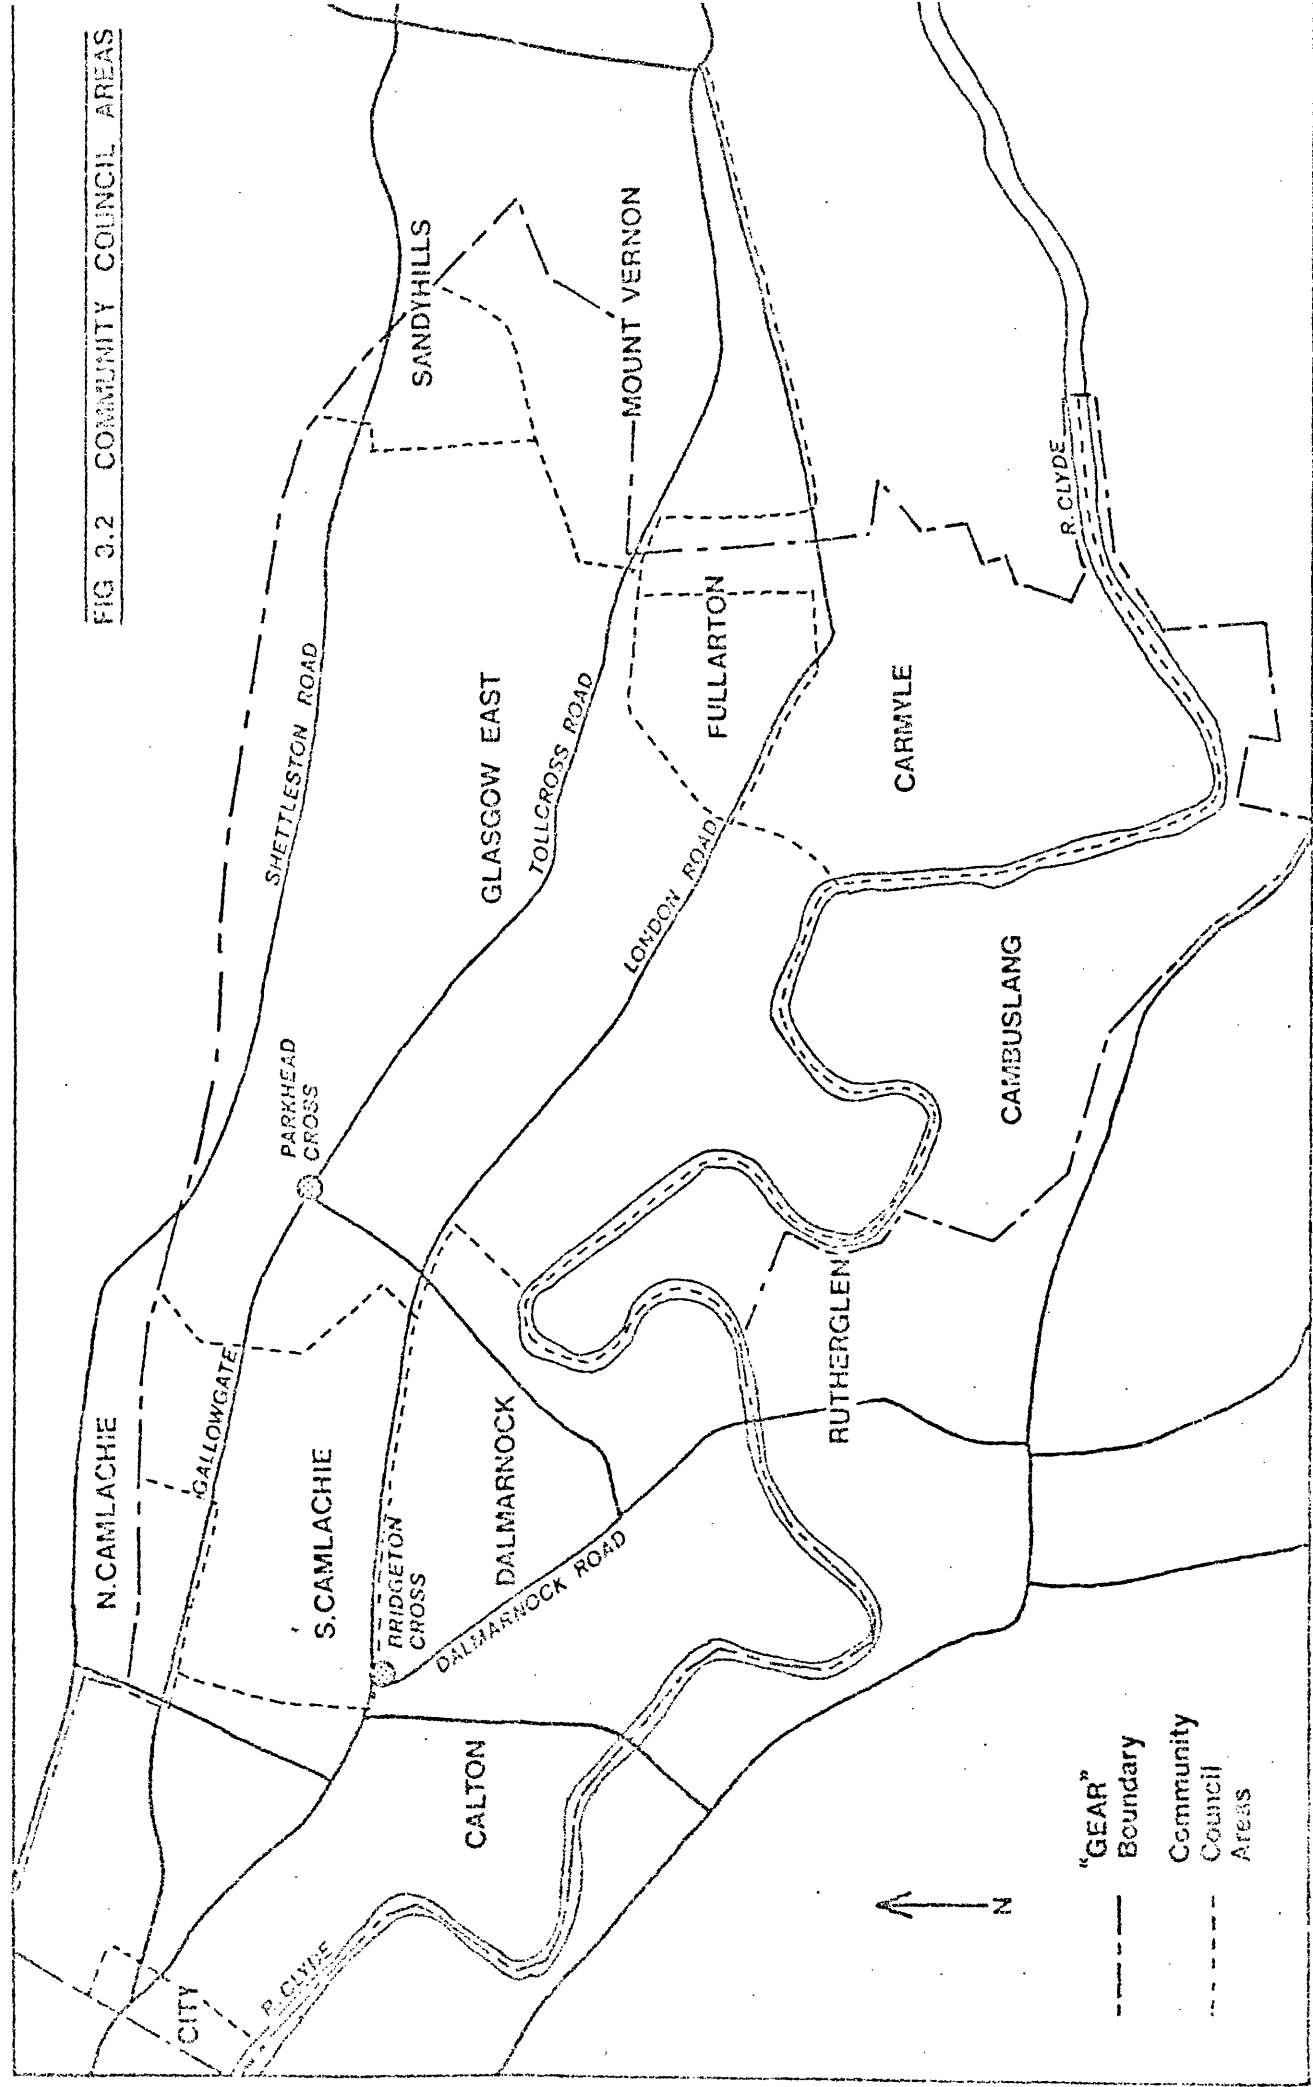 FIG 3.2 COMMUNITY COUNCIL AREAS
SANDYHILLS
MOUNT VERNON
SHETTLESTON ROAD
GLASGOW EAST
TOLLCROSS ROAD
FULLARTON
R. CLYDE
CARMYLE
LONDON ROAD
PARKHEAD
CROSS
CAMBUSLANG
N. CAMLACHIE
GALLOWGATE
S. CAMLACHIE
BRIDGETON
CROSS
DALMARNOCK
DALMARNOCK ROAD
RUTHERGLEN
CALTON
CITY
R. CLYDE
N
"GEAR"
Boundary
Community
Council
Areas